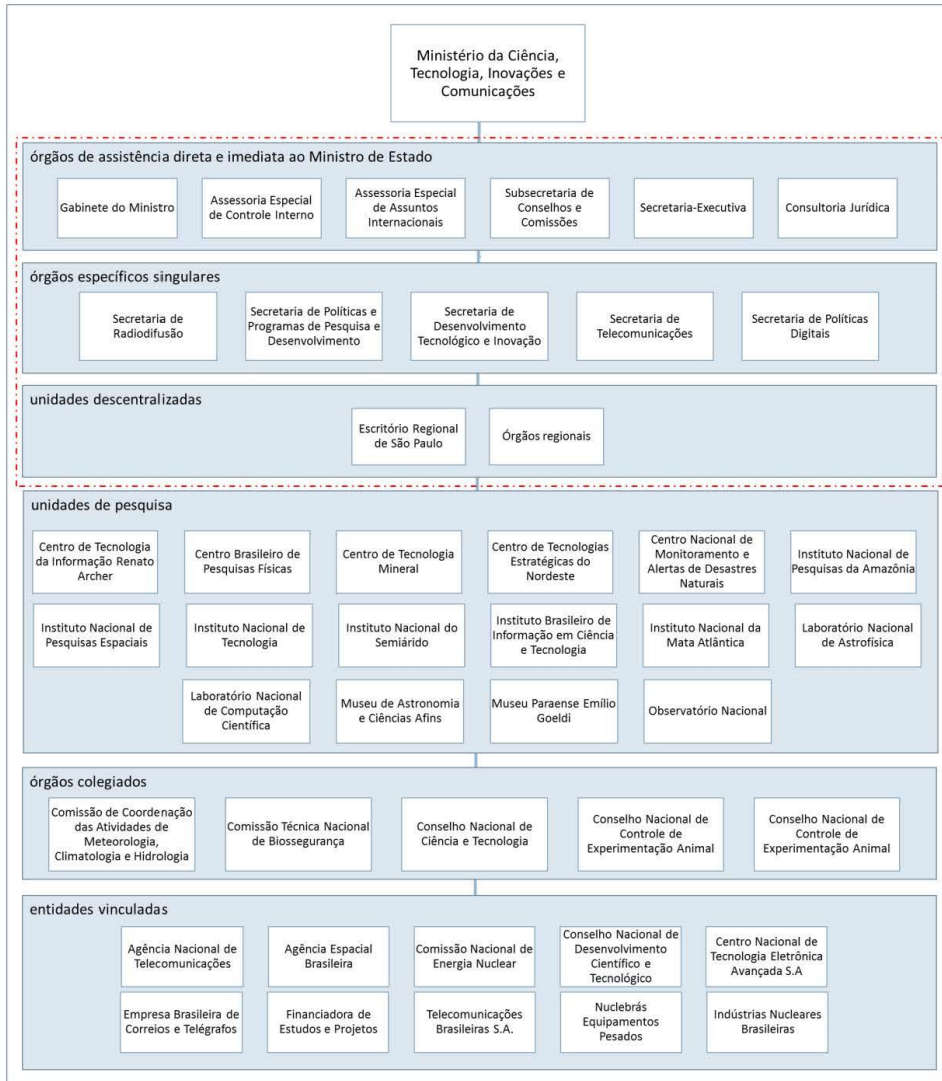 Ministério da Ciência,
Tecnologia, Inovações e
Comunicações
órgãos de assistência direta e imediata ao Ministro de Estado
Gabinete do Ministro
Assessoria Especial
de Controle Interno
Assessoria Especial
de Assuntos
Internacionais
Subsecretaria de
Conselhos e
Comissões
Secretaria-Executiva
Consultoria Jurídica
órgãos específicos singulares
Secretaria de
Radiodifusão
Secretaria de Políticas e
Programas de Pesquisa e
Desenvolvimento
Secretaria de
Desenvolvimento
Tecnológico e Inovação
Secretaria de
Telecomunicações
Secretaria de Políticas
Digitais
unidades descentralizadas
Escritório Regional
de São Paulo
Órgãos regionais
unidades de pesquisa
Centro de Tecnologia
da Informação Renato
Archer
Centro Brasileiro de
Pesquisas Físicas
Centro de Tecnologia
Mineral
Centro de Tecnologias
Estratégicas do
Nordeste
Centro Nacional de
Monitoramento e
Alertas de Desastres
Naturais
Instituto Nacional de
Pesquisas da Amazônia
Instituto Nacional de
Pesquisas Espaciais
Instituto Nacional de
Tecnologia
Instituto Nacional do
Semiárido
Instituto Brasileiro de
Informação em Ciência
e Tecnologia
Instituto Nacional da
Mata Atlântica
Laboratório Nacional
de Astrofísica
Laboratório Nacional
de Computação
Científica
Museu de Astronomia
e Ciências Afins
Museu Paraense Emílio
Goeldi
Observatório Nacional
órgãos colegiados
Comissão de Coordenação
das Atividades de
Meteorologia,
Climatologia e Hidrologia
Comissão Técnica Nacional
de Biossegurança
Conselho Nacional de
Ciência e Tecnologia
Conselho Nacional de
Controle de
Experimentação Animal
Conselho Nacional de
Controle de
Experimentação Animal
entidades vinculadas
Agência Nacional de
Telecomunicações
Agência Espacial
Brasileira
Comissão Nacional de
Energia Nuclear
Conselho Nacional de
Desenvolvimento
Científico e
Tecnológico
Centro Nacional de
Tecnologia Eletrônica
Avançada S.A
Empresa Brasileira de
Correios e Telégrafos
Financiadora de
Estudos e Projetos
Telecomunicações
Brasileiras S.A.
Nuclebrás
Equipamentos
Pesados
Indústrias Nucleares
Brasileiras